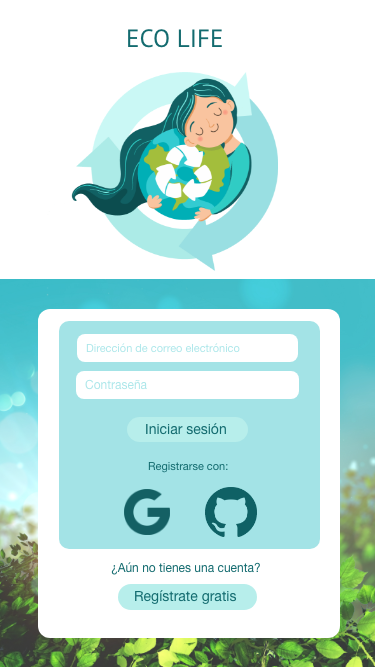 ECO LIFE
Dirección de correo electrónico
Contraseña
Iniciar sesión
Registrarse con:
¿Aún no tienes una cuenta?
Regístrate gratis